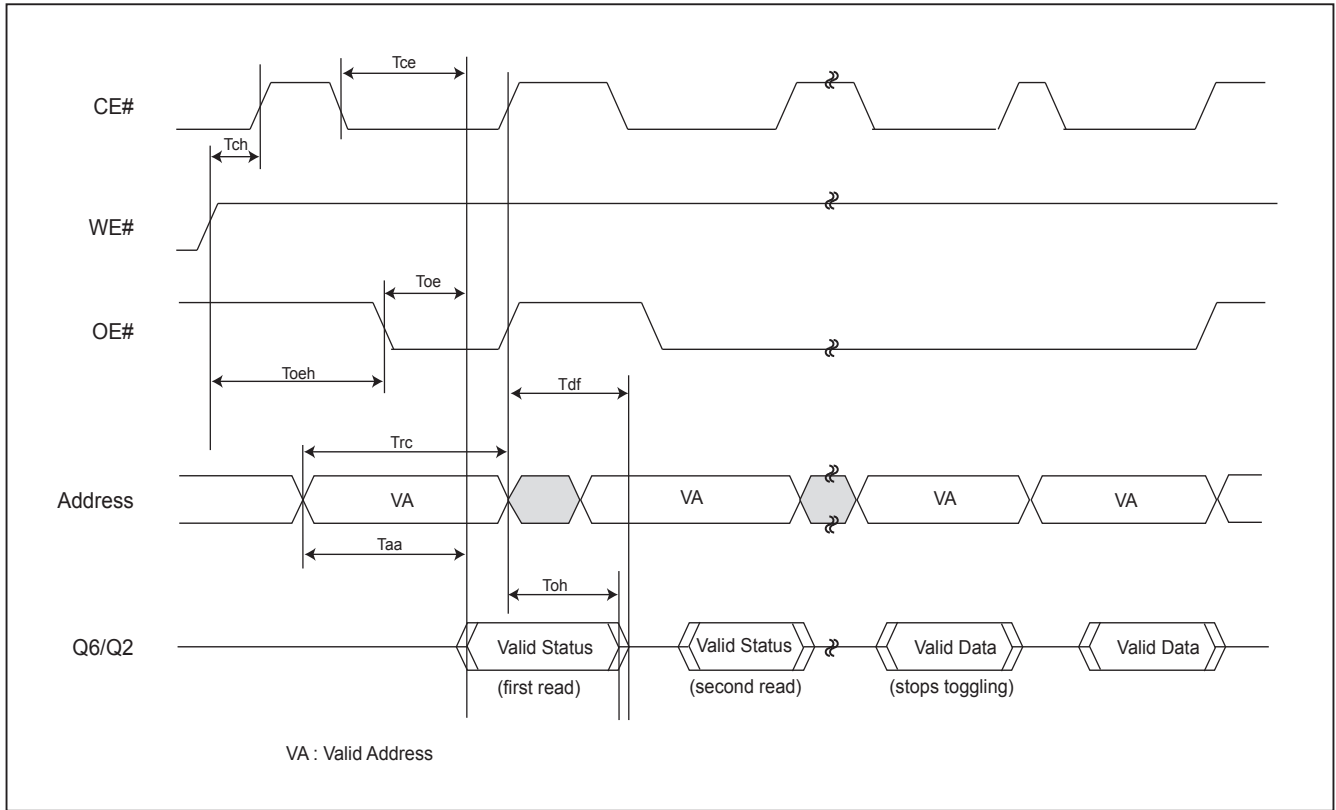 Tce
CE#
Tch
WE#
Toe
OE#
Toeh
Tdf
Trc
Address
VA
VA
VA
VA
Taa
Toh
Q6/Q2
Valid Status
Valid Status
Valid Data
Valid Data
(first read)
(second read)
(stops toggling)
VA : Valid Address